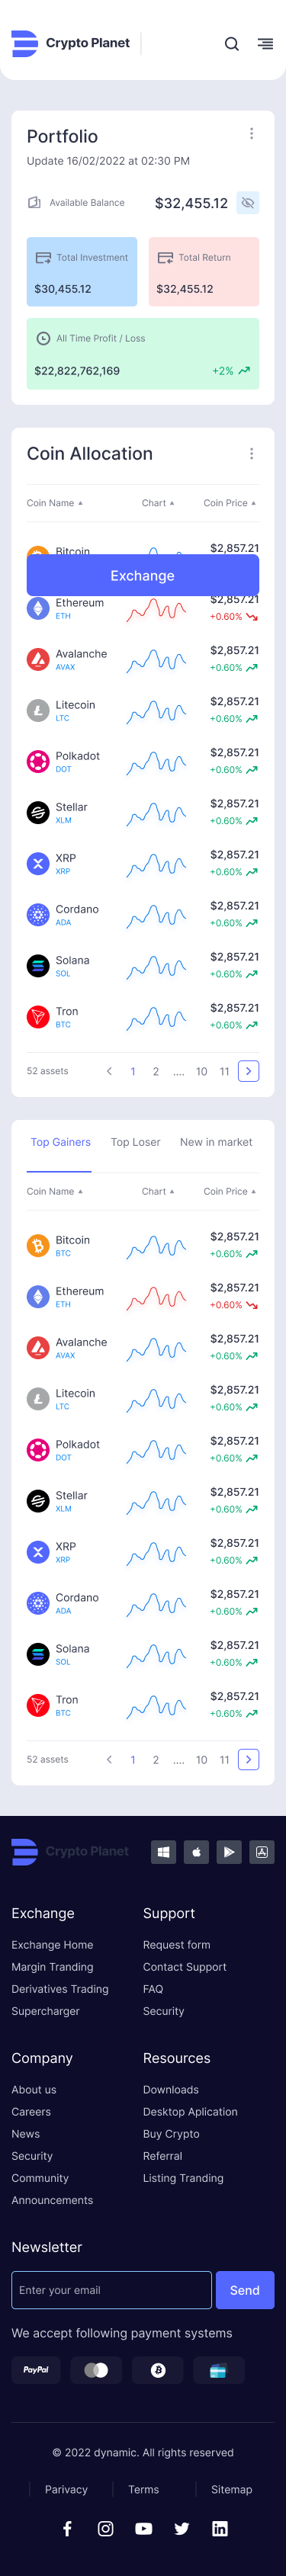 Crypto Planet
Portfolio
Update 16/02/2022 at 02:30 PM
Available Balance $32,455.12
Total Investment
$30,455.12
Total Return
$32,455.12
All Time Profit / Loss
$22,822,762,169 +2%
Coin Allocation
Coin Name Chart Coin Price
Bitcoin $2,857.21
Exchange
Ethereum $2,857.21
ETH +0.60%
Avalanche $2,857.21
AVAX +0.60%
Litecoin $2,857.21
LTC +0.60%
Polkadot $2,857.21
DOT +0.60%
Stellar $2,857.21
XLM +0.60%
XRP $2,857.21
XRP +0.60%
Cordano $2,857.21
ADA +0.60%
Solana $2,857.21
SOL +0.60%
Tron $2,857.21
BTC +0.60%
52 assets 1 2 .... 10 11
Top Gainers Top Loser New in market
Coin Name Chart Coin Price
Bitcoin $2,857.21
BTC +0.60%
Ethereum $2,857.21
ETH +0.60%
Avalanche $2,857.21
AVAX +0.60%
Litecoin $2,857.21
LTC +0.60%
Polkadot $2,857.21
DOT +0.60%
Stellar $2,857.21
XLM +0.60%
XRP $2,857.21
XRP +0.60%
Cordano $2,857.21
ADA +0.60%
Solana $2,857.21
SOL +0.60%
Tron $2,857.21
BTC +0.60%
52 assets 1 2 .... 10 11
Crypto Planet
Exchange
Exchange Home
Margin Tranding
Derivatives Trading
Supercharger
Support
Request form
Contact Support
FAQ
Security
Company
About us
Careers
News
Security
Community
Announcements
Resources
Downloads
Desktop Aplication
Buy Crypto
Referral
Listing Tranding
Newsletter
Enter your email Send
We accept following payment systems
PayPal
© 2022 dynamic. All rights reserved
Parivacy Terms Sitemap